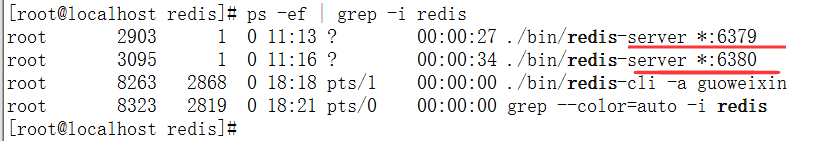 [root@localhost redis]# ps -ef | grep -i redis
root 2903 1 0 11:13 ? 00:00:27 ./bin/redis-server *:6379
root 3095 1 0 11:16 ? 00:00:34 ./bin/redis-server *:6380
root 8263 2868 0 18:18 pts/1 00:00:00 ./bin/redis-cli -a guoweixin
root 8323 2819 0 18:21 pts/0 00:00:00 grep --color=auto -i redis
[root@localhost redis]#